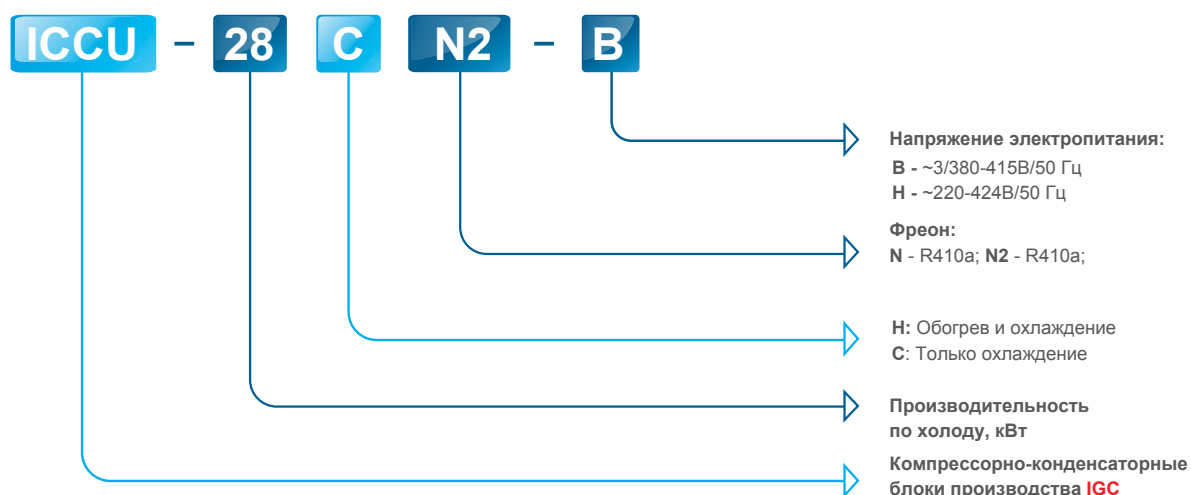 ICCU - 28 C N2 - B
Напряжение электропитания:
В - ~3/380-415В/50 Гц
Н - ~220-424В/50 Гц
Фреон:
N - R410a; N2 - R410a;
Н: Обогрев и охлаждение
С: Только охлаждение
Производительность
по холоду, кВт
Компрессорно-конденсаторные
блоки производства IGC